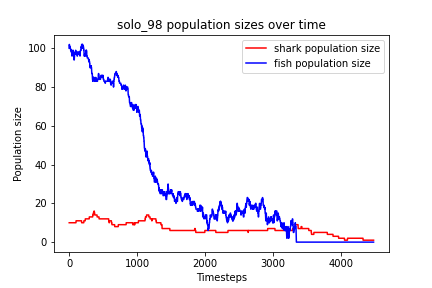 solo_98 population sizes over time
shark population size
fish population size
Population size
100
80
60
40
20
0
0
1000
2000
3000
4000
Timesteps